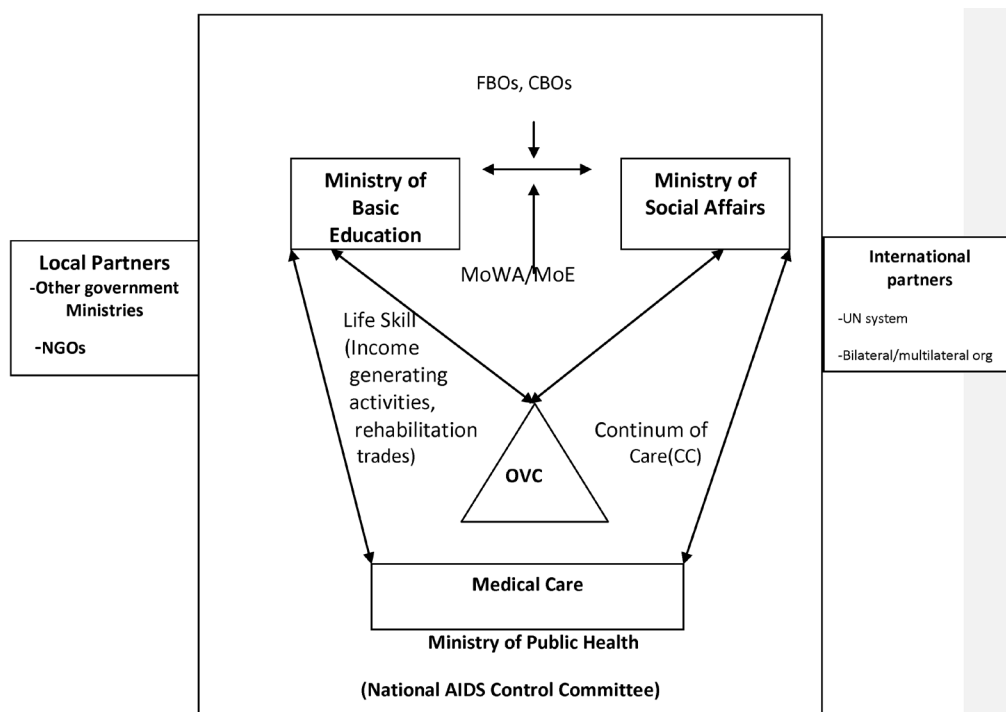 FBOs, CBOs
Ministry of
Basic
Education
Ministry of
Social Affairs
Local Partners
-Other government
Ministries
-NGOs
MoWA/MoE
International
partners
-UN system
-Bilateral/multilateral org
Life Skill
(Income
generating
activities,
rehabilitation
trades)
Continum of
Care(CC)
OVC
Medical Care
Ministry of Public Health
(National AIDS Control Committee)